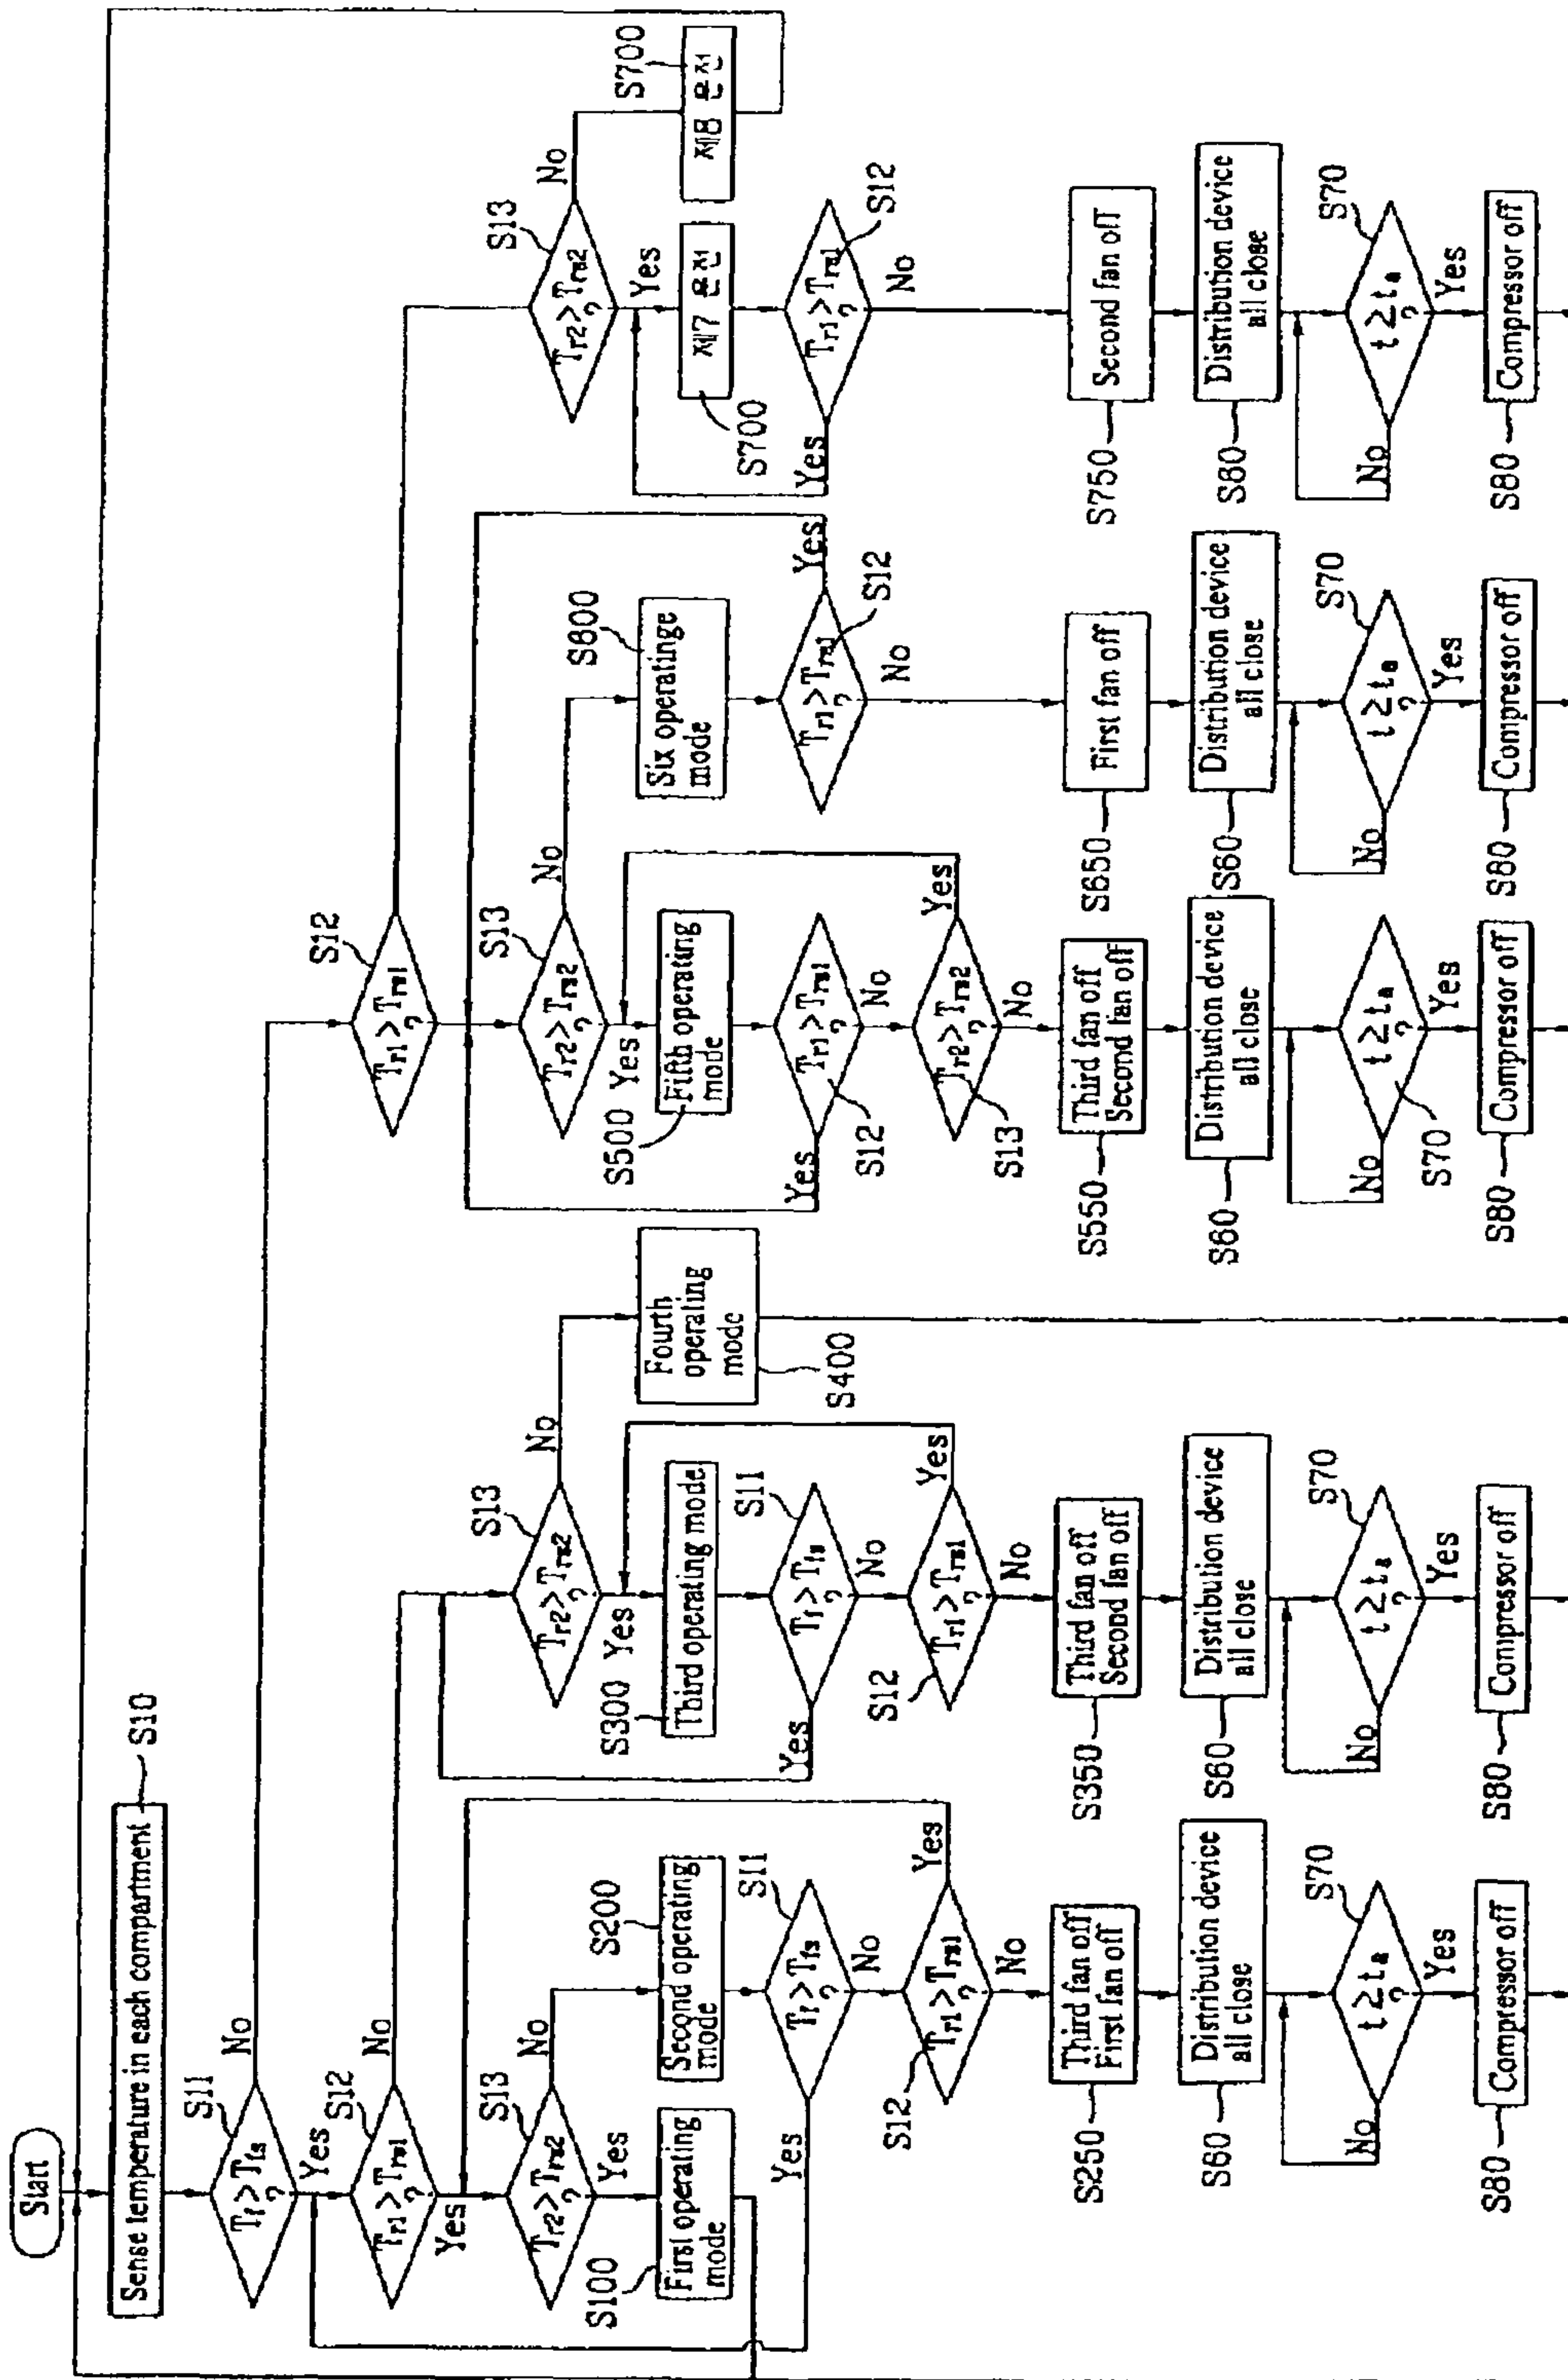 Start
Sense temperature in each compartment
S10
Tf > Tfs
?
S11
No
Yes
Tr1 > Trs1
?
S12
No
Yes
Tr2 > Trs2
?
S13
No
Yes
S100
First operating
mode
Second operating
mode
S200
Tf > Tfs
?
S11
Yes
No
Tr1 > Trs1
?
S12
Yes
No
S250
Third fan off
First fan off
S60
Distribution device
all close
t ≥ ta
?
S70
No
Yes
S80
Compressor off
Tr2 > Trs2
?
S13
No
Yes
S300
Third operating mode
Fourth
operating
mode
S400
Tf > Tfs
?
S11
Yes
No
Tr1 > Trs1
?
S12
Yes
No
S350
Third fan off
Second fan off
S60
Distribution device
all close
t ≥ ta
?
S70
No
Yes
S80
Compressor off
Tr1 > Trs1
?
S12
Tr2 > Trs2
?
S13
No
Yes
S500
Fifth operating
mode
Tr1 > Trs1
?
S12
Yes
No
Tr2 > Trs2
?
S13
Yes
No
S550
Third fan off
Second fan off
S60
Distribution device
all close
t ≥ ta
?
S70
No
Yes
S80
Compressor off
Six operatinge
mode
S600
Tr1 > Trs1
?
S12
Yes
No
S650
First fan off
S60
Distribution device
all close
t ≥ ta
?
S70
No
Yes
S80
Compressor off
Tr2 > Trs2
?
S13
No
Yes
제7 운전
S700
제8 운전
S700
Tr1 > Trs1
?
S12
Yes
No
S750
Second fan off
S60
Distribution device
all close
t ≥ ta
?
S70
No
Yes
S80
Compressor off